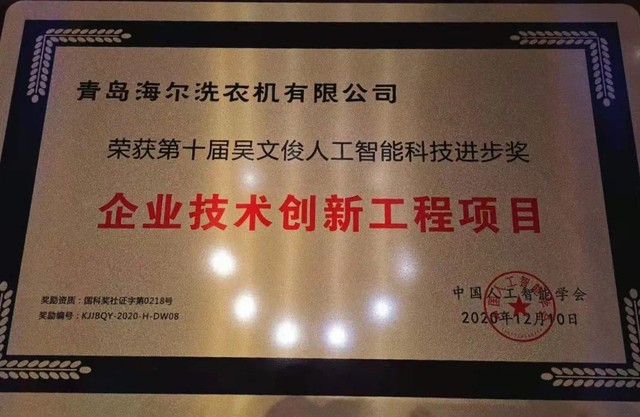 青岛海尔洗衣机有限公司
荣获第十届吴文俊人工智能科技进步奖
企业技术创新工程项目
奖励资质：国科奖社证字第0218号
奖励编号：KJJBQY-2020-H-DW08
中国人工智能学会
2020年12月10日